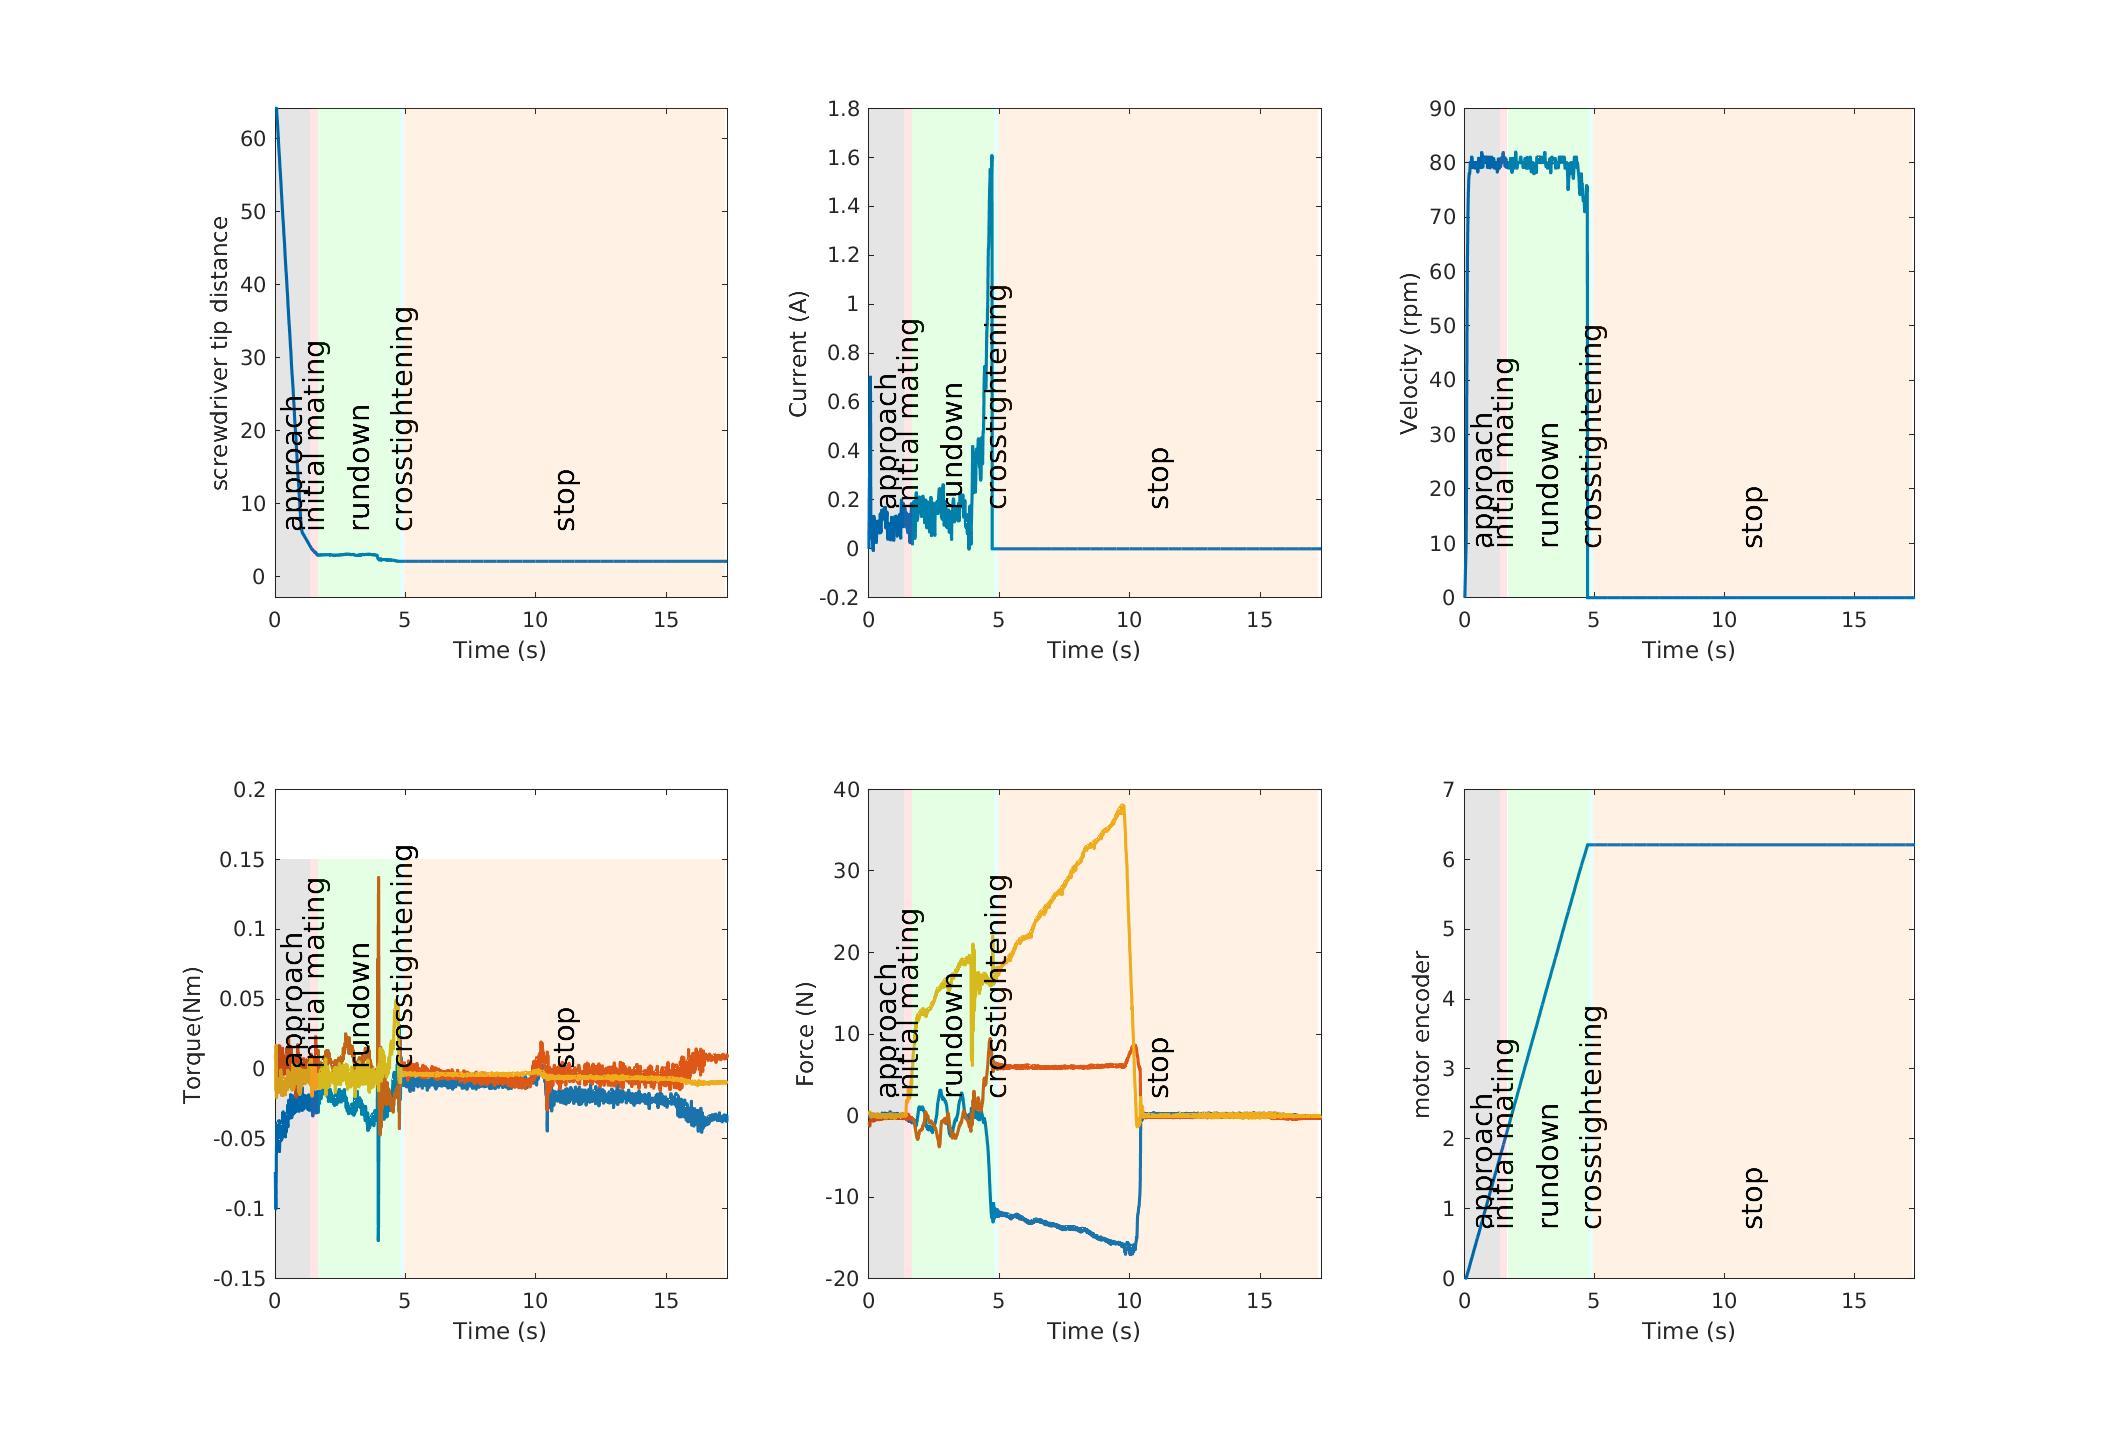 screwdriver tip distance
60
50
40
30
20
10
0
approach
initial mating
rundown
crosstightening
stop
0 5 10 15
Time (s)
Current (A)
1.8
1.6
1.4
1.2
1
0.8
0.6
0.4
0.2
0
-0.2
approach
initial mating
rundown
crosstightening
stop
0 5 10 15
Time (s)
Velocity (rpm)
90
80
70
60
50
40
30
20
10
0
approach
initial mating
rundown
crosstightening
stop
0 5 10 15
Time (s)
Torque(Nm)
0.2
0.15
0.1
0.05
0
-0.05
-0.1
-0.15
approach
initial mating
rundown
crosstightening
stop
0 5 10 15
Time (s)
Force (N)
40
30
20
10
0
-10
-20
approach
initial mating
rundown
crosstightening
stop
0 5 10 15
Time (s)
motor encoder
7
6
5
4
3
2
1
0
approach
initial mating
rundown
crosstightening
stop
0 5 10 15
Time (s)